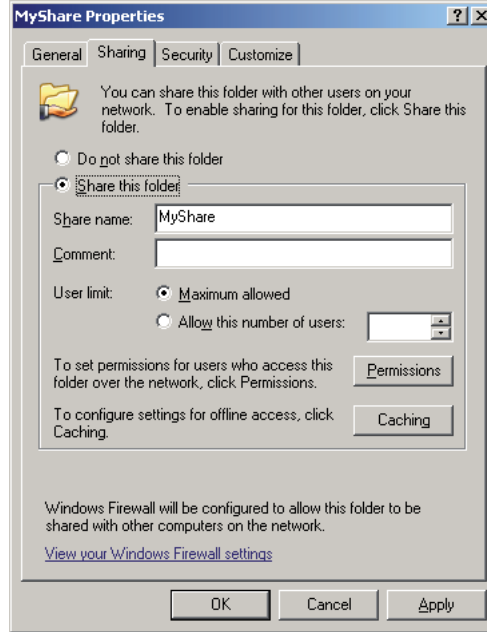 MyShare Properties
General Sharing Security Customize
You can share this folder with other users on your
network. To enable sharing for this folder, click Share this
folder.
Do not share this folder
Share this folder
Share name: MyShare
Comment:
User limit: Maximum allowed
Allow this number of users:
To set permissions for users who access this
folder over the network, click Permissions.
Permissions
To configure settings for offline access, click
Caching.
Caching
Windows Firewall will be configured to allow this folder to be
shared with other computers on the network.
View your Windows Firewall settings
OK Cancel Apply